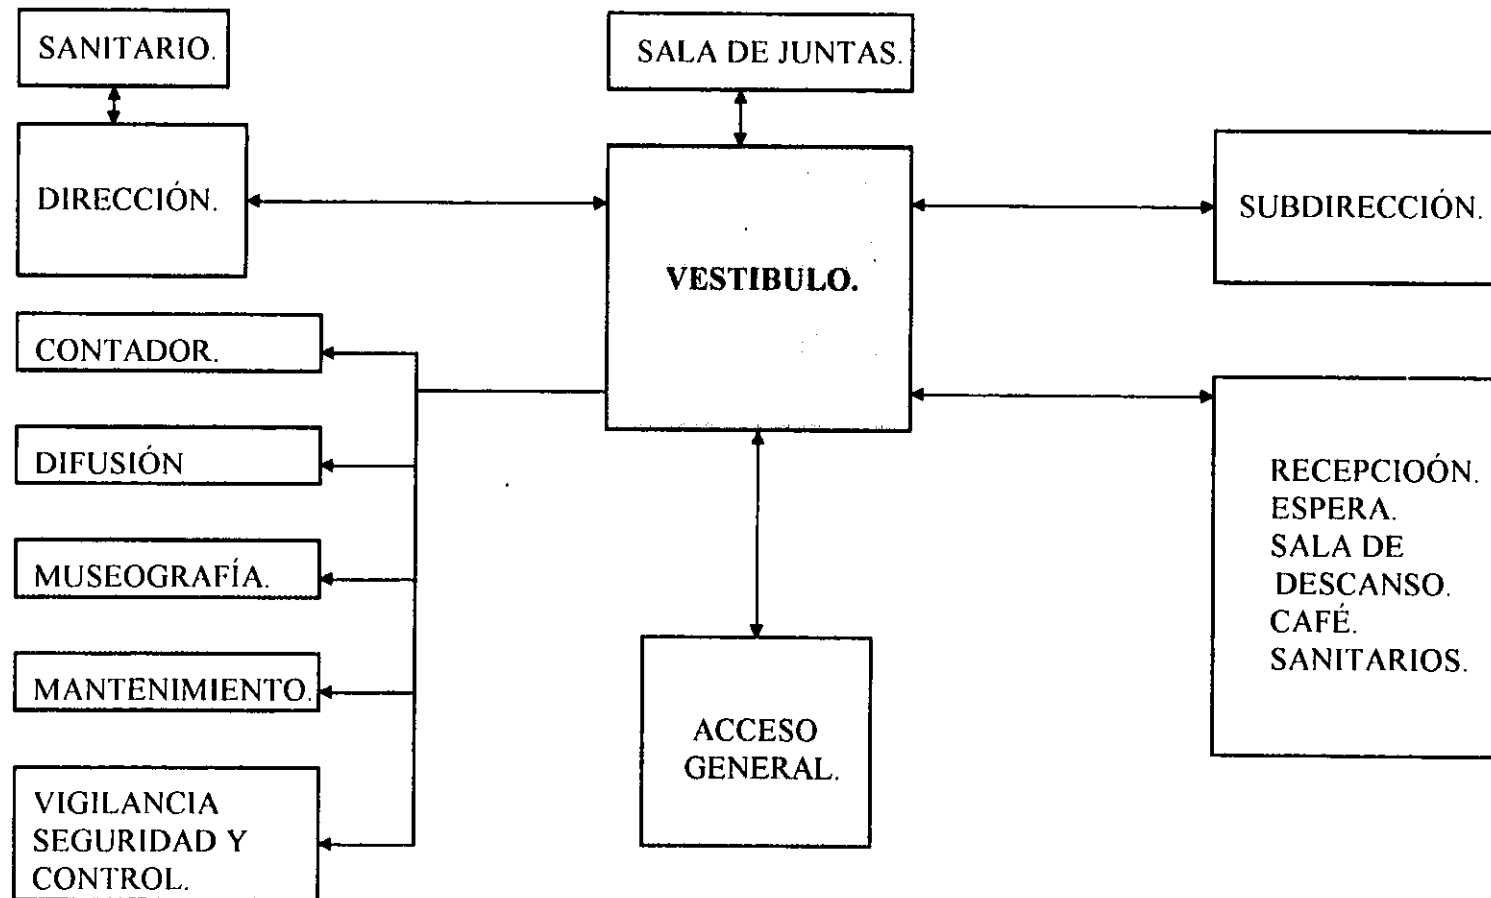 SANITARIO.
SALA DE JUNTAS.
DIRECCIÓN.
SUBDIRECCIÓN.
VESTIBULO.
CONTADOR.
DIFUSIÓN
MUSEOGRAFÍA.
MANTENIMIENTO.
VIGILANCIA
SEGURIDAD Y
CONTROL.
ACCESO
GENERAL.
RECEPCIOÓN.
ESPERA.
SALA DE
DESCANSO.
CAFÉ.
SANITARIOS.